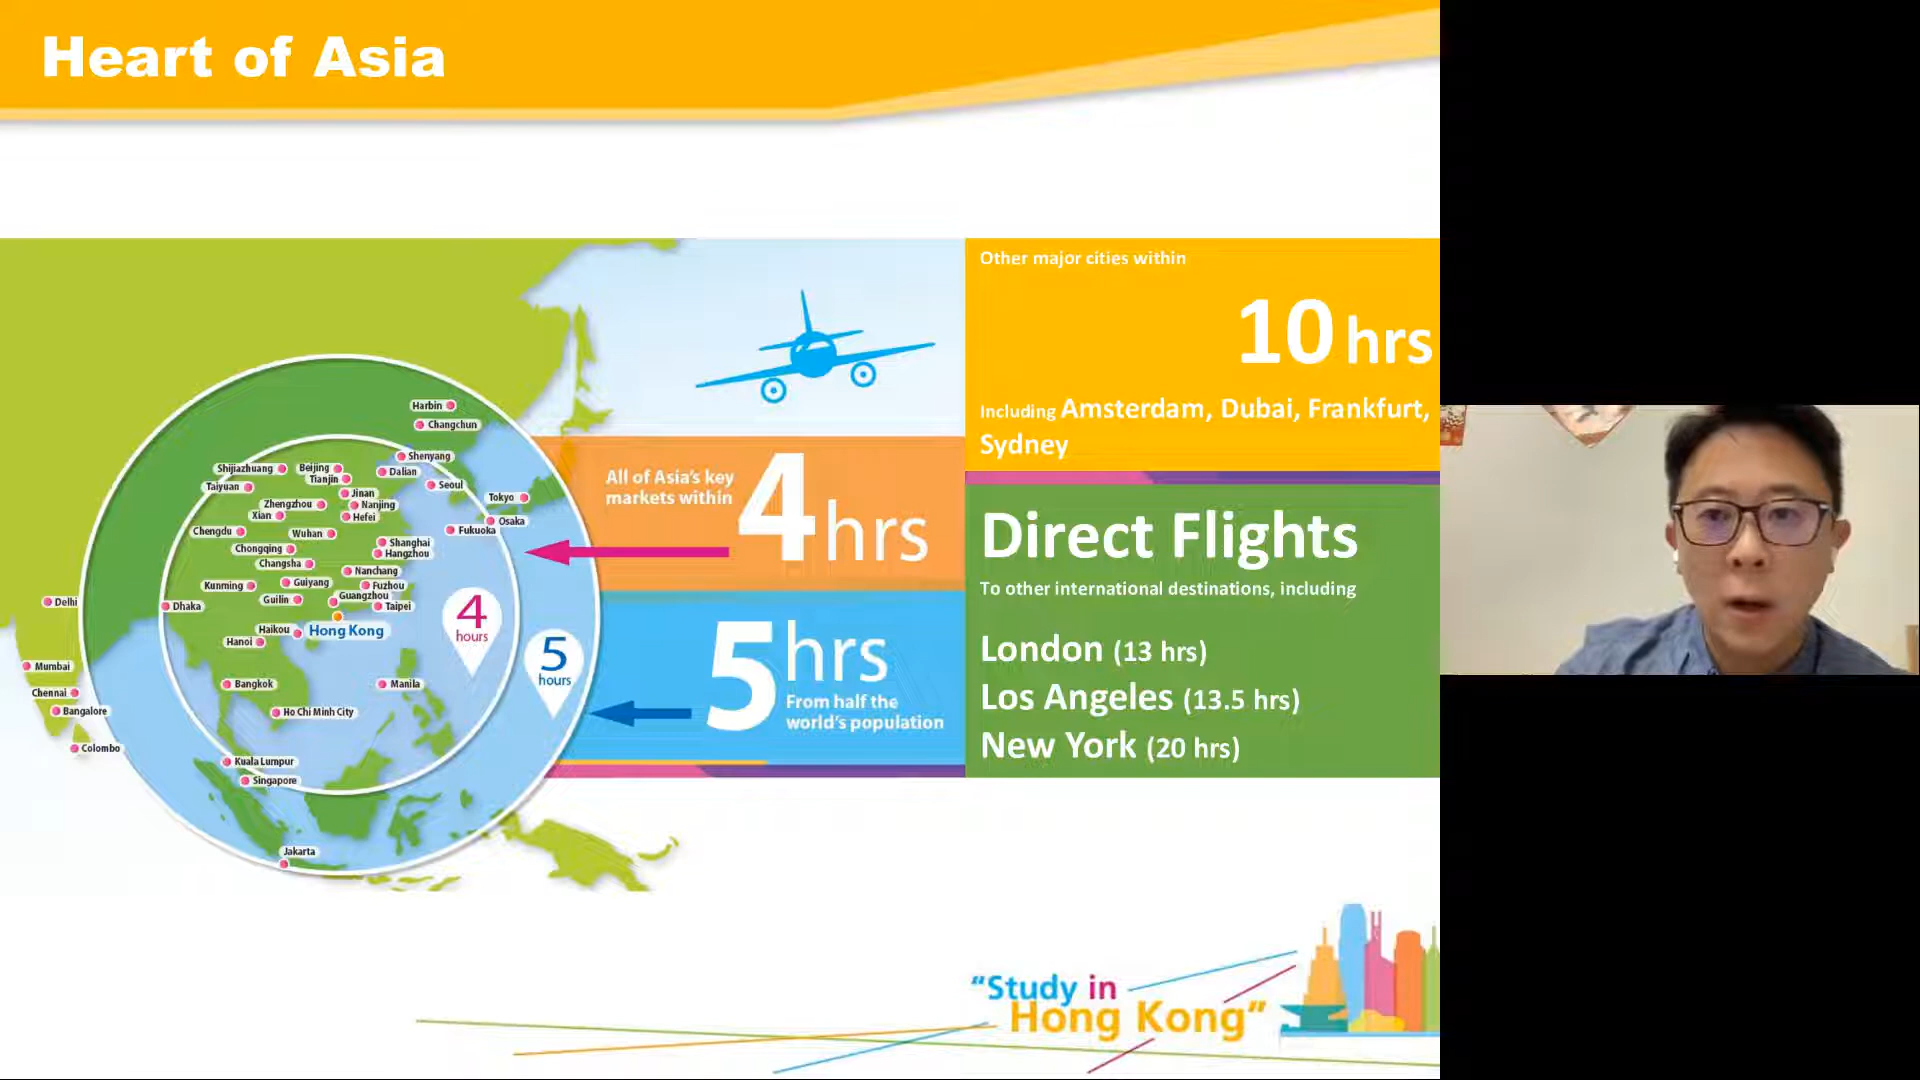 Heart of Asia
Harbin
Changchun
Shenyang
Shijiazhuang
Beijing
Dalian
Tianjin
Taiyuan
Seoul
Jinan
Tokyo
Zhengzhou
Nanjing
Xian
Hefei
Osaka
Chengdu
Wuhan
Fukuoka
Shanghai
Chongqing
Hangzhou
Changsha
Nanchang
Kunming
Guiyang
Fuzhou
Guangzhou
Guilin
Delhi
Dhaka
Taipei
Haikou
Hong Kong
Hanoi
Mumbai
Bangkok
Manila
Chennai
Bangalore
Ho Chi Minh City
Colombo
Kuala Lumpur
Singapore
Jakarta
4
hours
5
hours
All of Asia's key
markets within
4hrs
5hrs
From half the
world's population
Other major cities within
10 hrs
Including Amsterdam, Dubai, Frankfurt,
Sydney
Direct Flights
To other international destinations, including
London (13 hrs)
Los Angeles (13.5 hrs)
New York (20 hrs)
"Study in
Hong Kong"